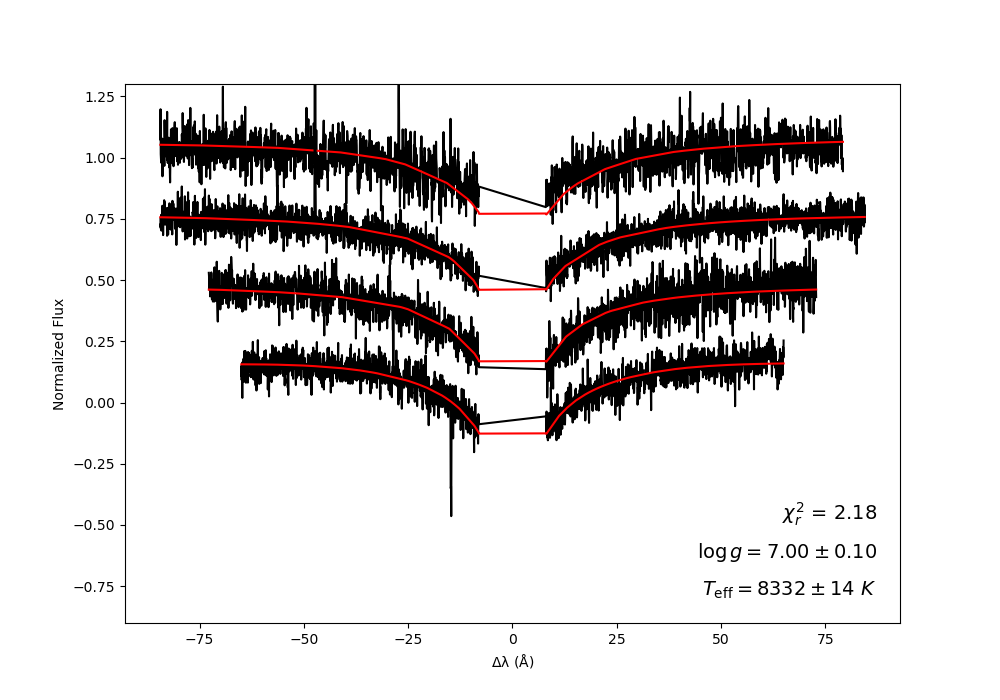 1.25
1.00
0.75
0.50
0.25
0.00
−0.25
−0.50
−0.75
Normalized Flux
χ²ᵣ = 2.18
log g = 7.00 ± 0.10
T_eff = 8332 ± 14 K
−75 −50 −25 0 25 50 75
Δλ (Å)